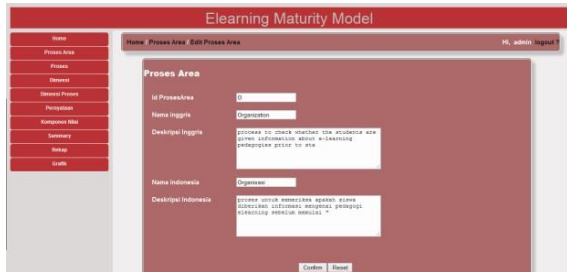 Elearning Maturity Model
Home
Proses Area
Proses
Dimensi
Dimensi Proses
Pernyataan
Komponen Nilai
Summary
Rekap
Grafik
Home / Proses Area / Edit Proses Area
Hi, admin logout ?
Proses Area
Id ProsesArea
O
Nama Inggris
Organization
Deskripsi Inggris
process to check whether the students are
given information about e-learning
pedagogies prior to sta
Nama indonesia
Organisasi
Deskripsi Indonesia
proses untuk memeriksa apakah siswa
diberikan informasi mengenai pedagogi
elearning sebelum memulai "
Confirm Reset